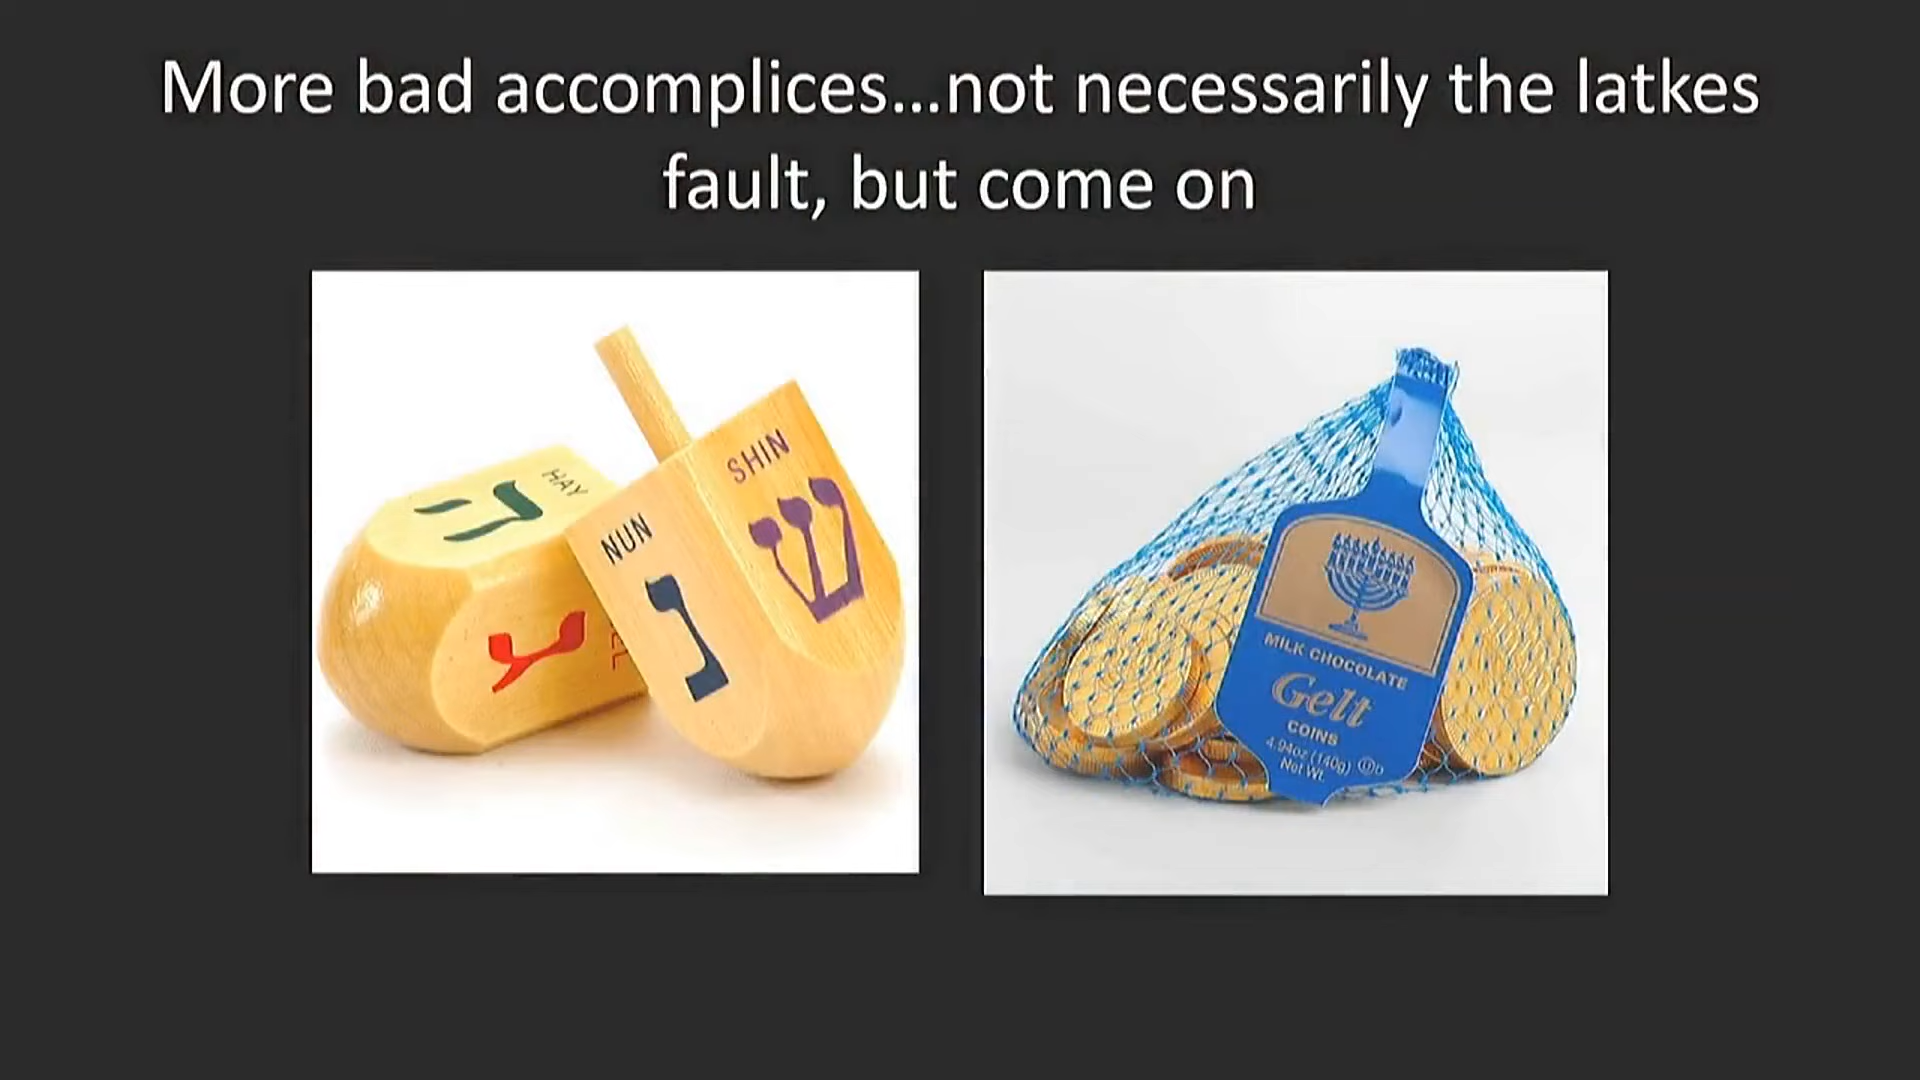 More bad accomplices...not necessarily the latkes
fault, but come on
HAY
ה
ג
NUN
נ
SHIN
ש
MILK CHOCOLATE
Gelt
COINS
4.94oz (140g)
Net Wt.